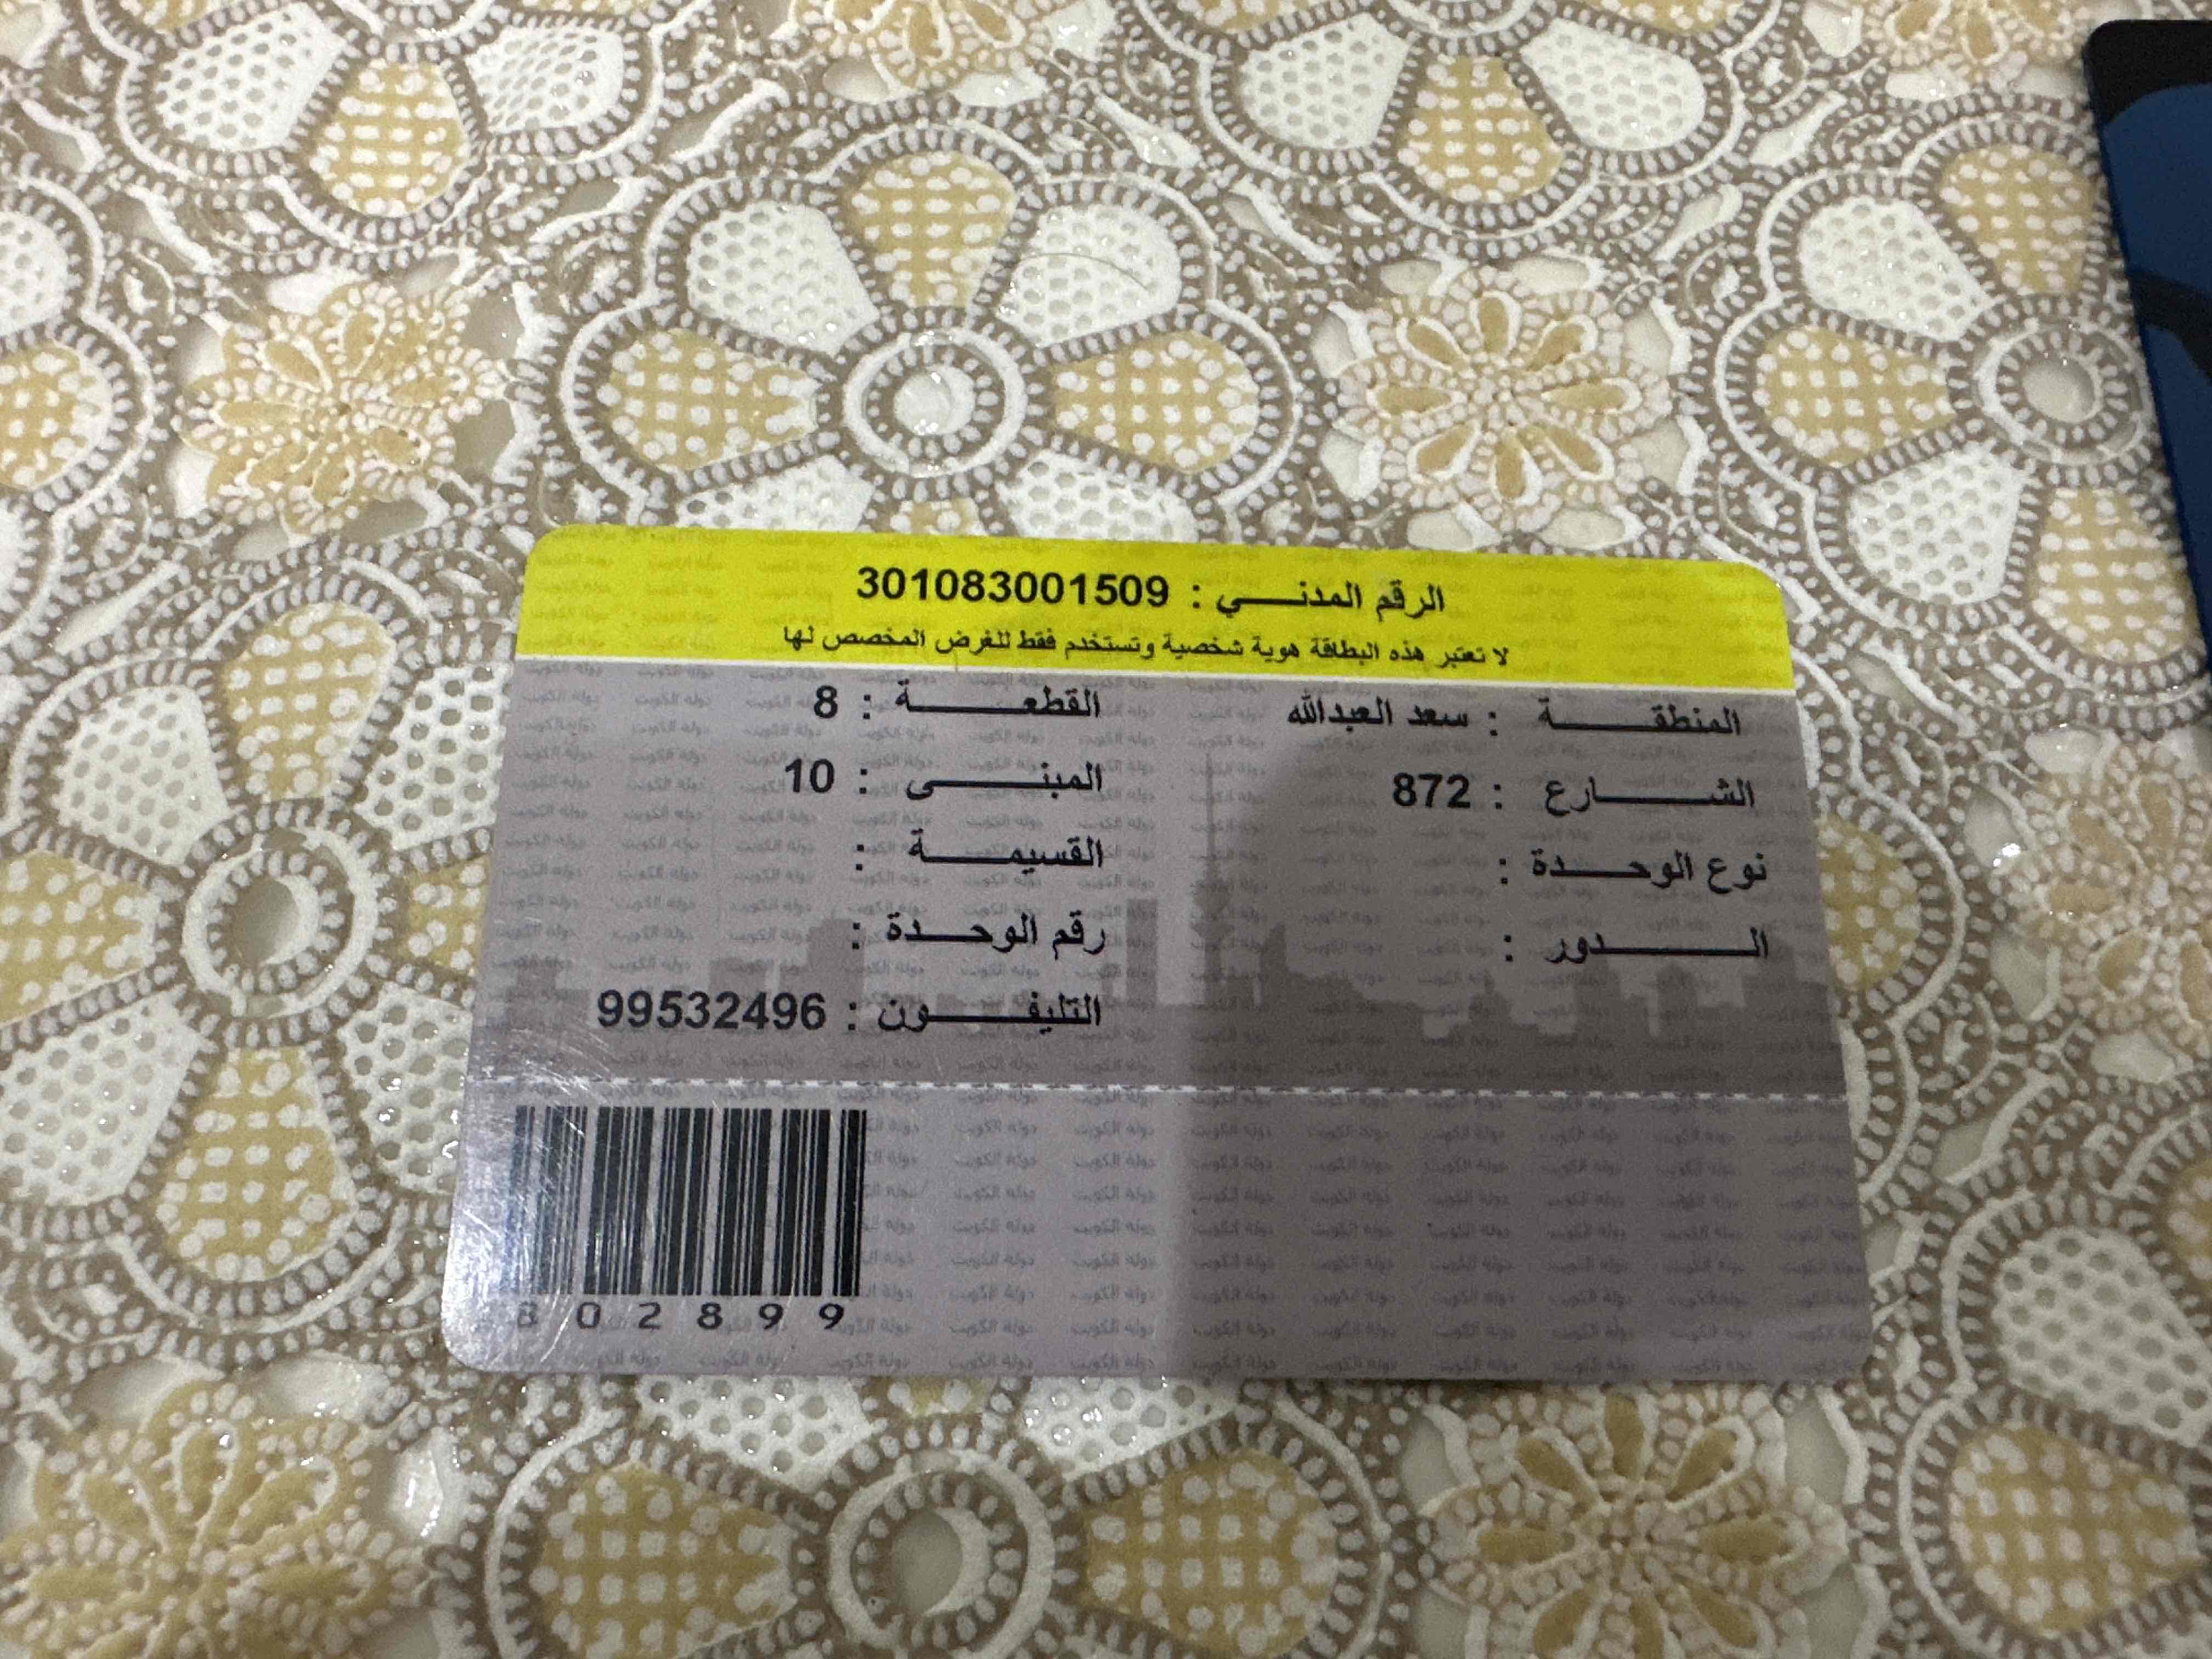 الرقم المدني : 301083001509
لا تعتبر هذه البطاقة هوية شخصية وتستخدم فقط للغرض المخصص لها
المنطقة : سعد العبدالله القطعة : 8
الشارع : 872 المبنى : 10
نوع الوحدة : القسيمة :
الدور : رقم الوحدة :
التليفون : 99532496
802899